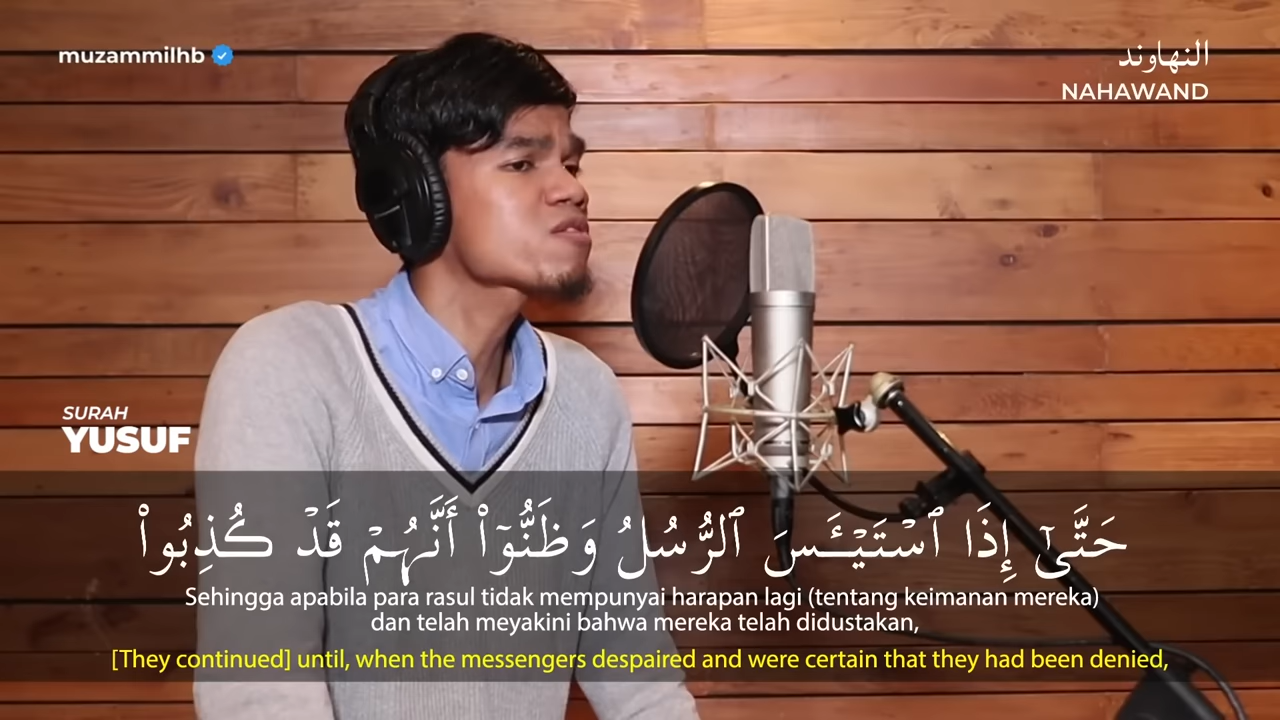 muzammilhb
النهاوند
NAHAWAND
SURAH
YUSUF
حَتَّىٰٓ إِذَا ٱسْتَيْـَٔسَ ٱلرُّسُلُ وَظَنُّوٓا۟ أَنَّهُمْ قَدْ كُذِبُوا۟
Sehingga apabila para rasul tidak mempunyai harapan lagi (tentang keimanan mereka)
dan telah meyakini bahwa mereka telah didustakan,
[They continued] until, when the messengers despaired and were certain that they had been denied,